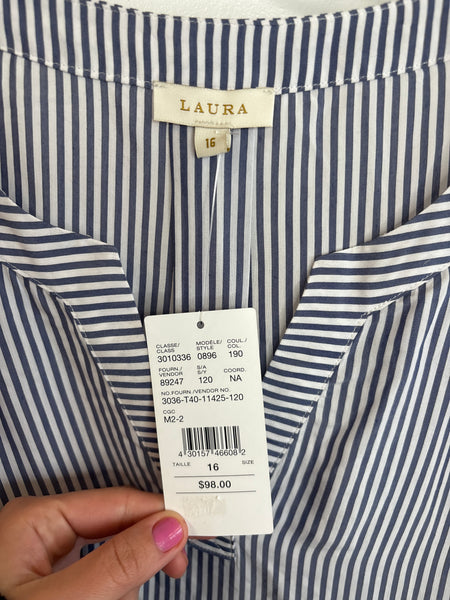 LAURA
16
CLASSE/ CLASS MODÈLE/ STYLE COUL./ COL.
3010336 0896 190
FOURN./ VENDOR S/A S/Y COORD.
89247 120 NA
NO.FOURN./VENDOR NO.
3036-T40-11425-120
CGC
M2-2
4 30157 46608 2
TAILLE 16 SIZE
$98.00